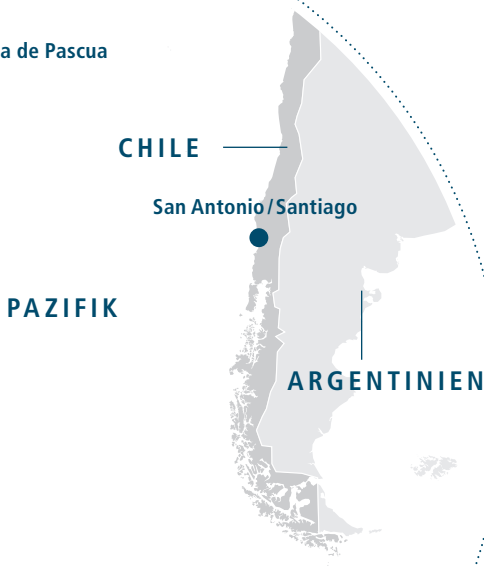 a de Pascua
CHILE
San Antonio / Santiago
PAZIFIK
ARGENTINIEN